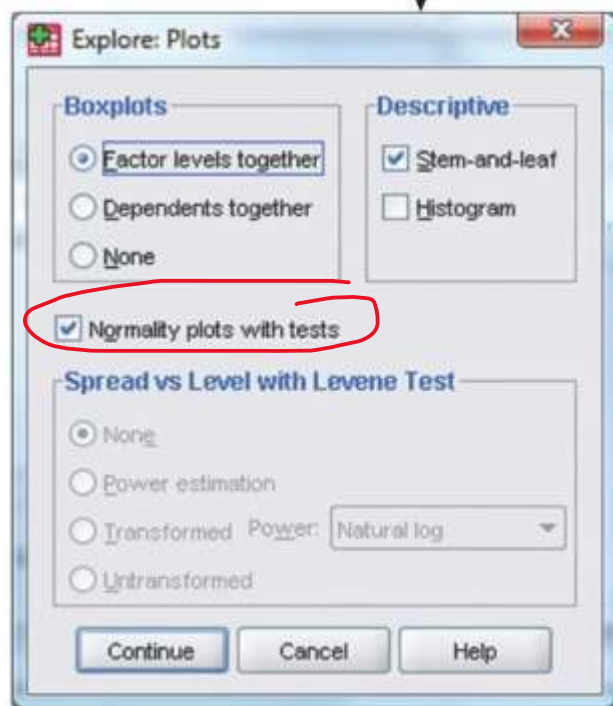 Explore: Plots
Boxplots
Factor levels together
Dependents together
None
Descriptive
Stem-and-leaf
Histogram
Normality plots with tests
Spread vs Level with Levene Test
None
Power estimation
Transformed Power: Natural log
Untransformed
Continue Cancel Help